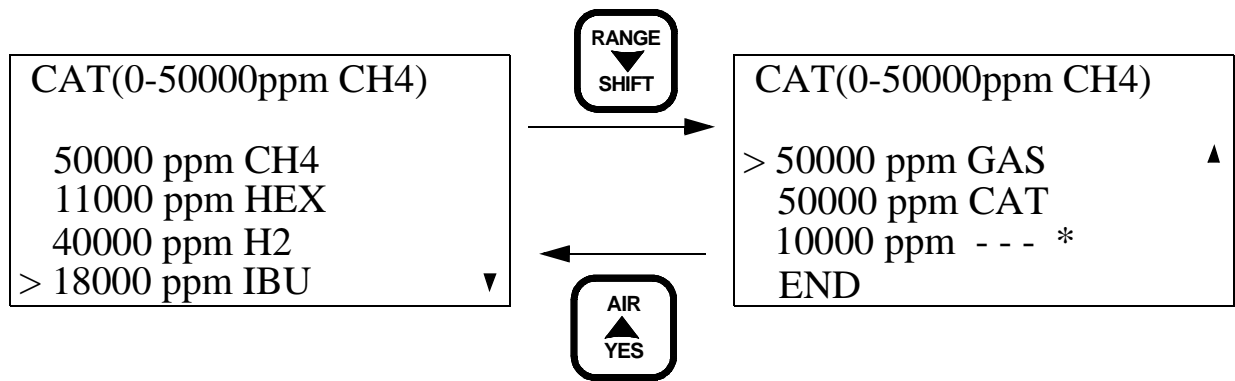 RANGE
SHIFT
CAT(0-50000ppm CH4)
50000 ppm CH4
11000 ppm HEX
40000 ppm H2
> 18000 ppm IBU ▼
CAT(0-50000ppm CH4)
> 50000 ppm GAS ▲
50000 ppm CAT
10000 ppm - - - *
END
AIR
YES